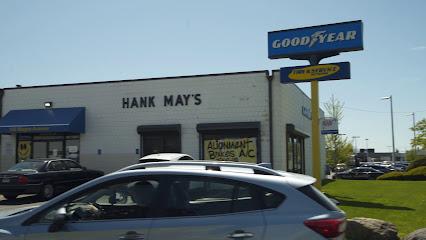 GOODYEAR
TIRE & SERVICE
HANK MAY'S
ALIGNMENT
BRAKES A/C